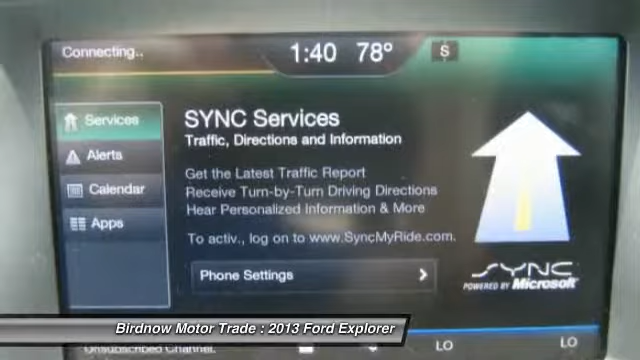 Connecting..
1:40 78° S
Services
Alerts
Calendar
Apps
SYNC Services
Traffic, Directions and Information
Get the Latest Traffic Report
Receive Turn-by-Turn Driving Directions
Hear Personalized Information & More
To activ., log on to www.SyncMyRide.com.
Phone Settings
SYNC
POWERED BY Microsoft
Birdnow Motor Trade : 2013 Ford Explorer
Unsubscribed Channel.
LO
LO